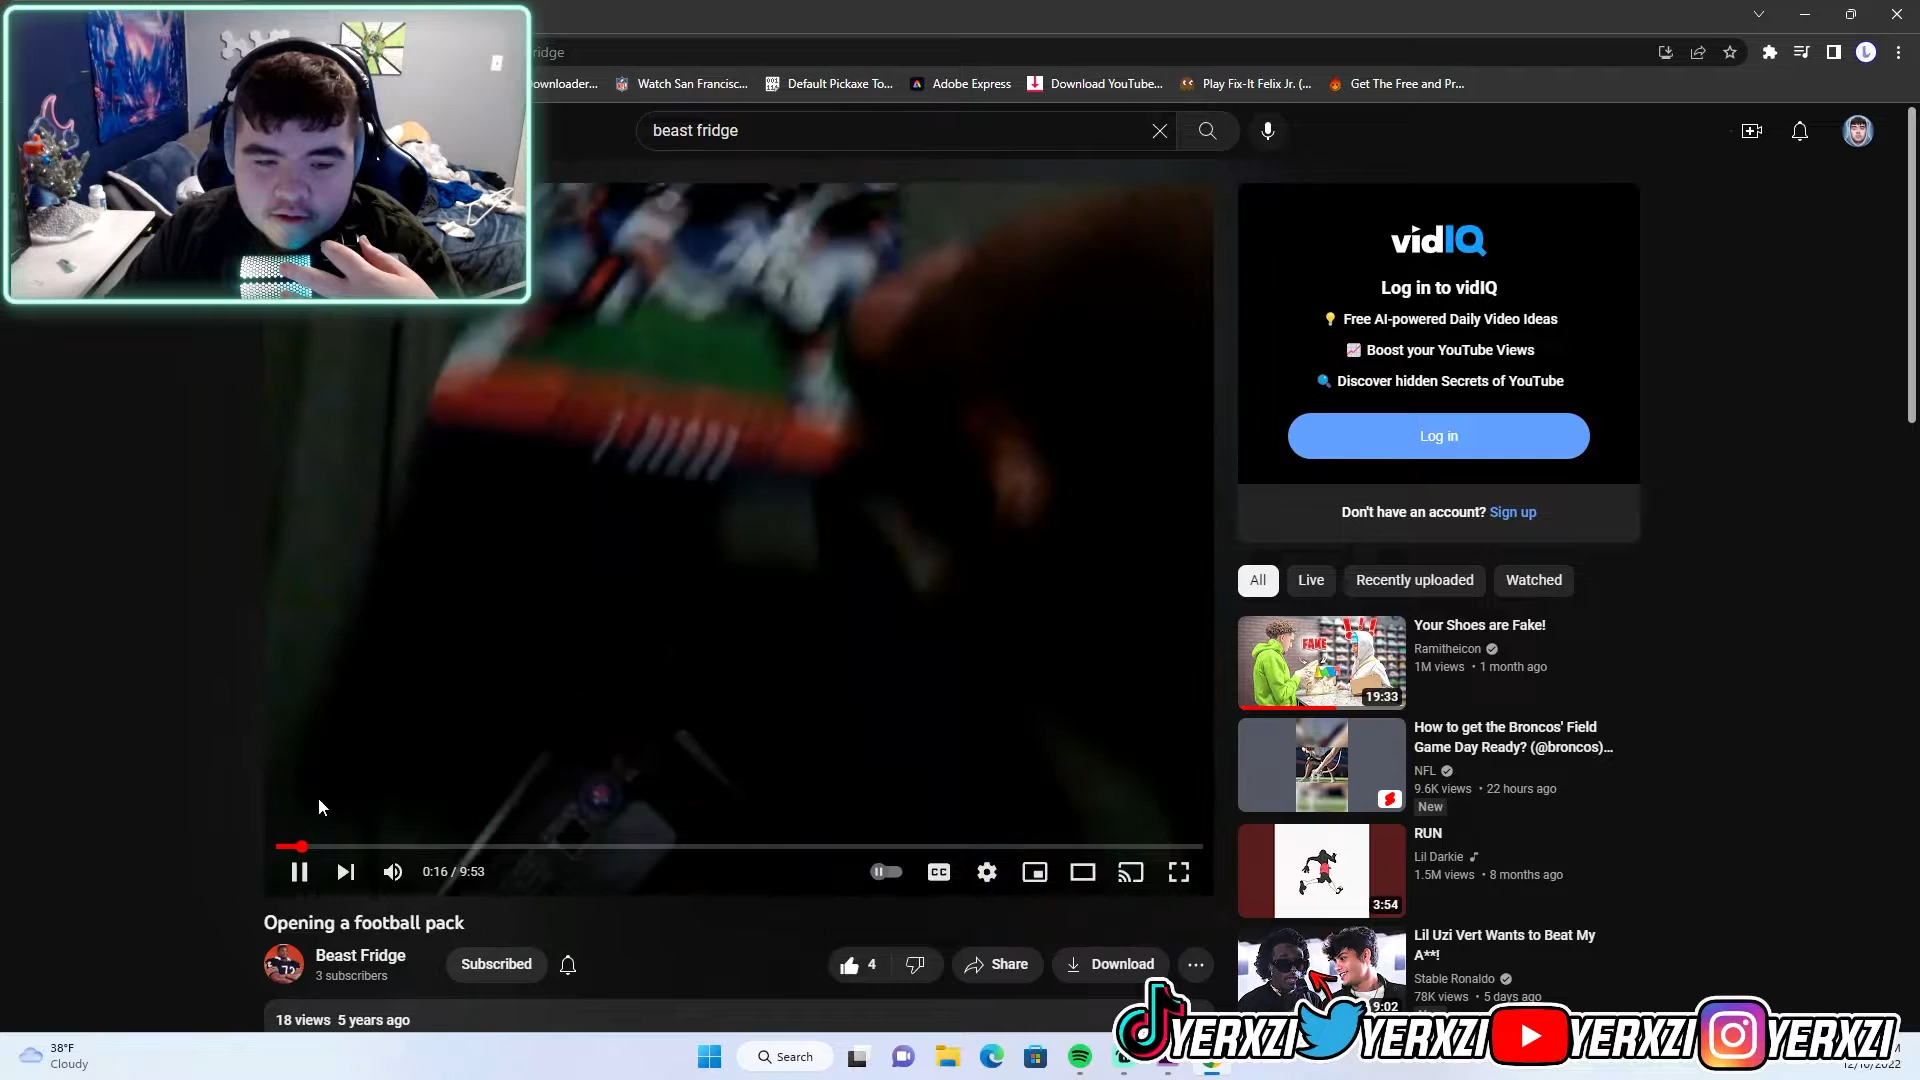 ridge
ownloader...
Watch San Francisc...
Default Pickaxe To...
Adobe Express
Download YouTube...
Play Fix-It Felix Jr. (...
Get The Free and Pr...
beast fridge
vidIQ
Log in to vidIQ
Free AI-powered Daily Video Ideas
Boost your YouTube Views
Discover hidden Secrets of YouTube
Log in
Don't have an account? Sign up
All
Live
Recently uploaded
Watched
Your Shoes are Fake!
Ramitheicon
1M views • 1 month ago
FAKE
19:33
How to get the Broncos' Field
Game Day Ready? (@broncos)...
NFL
9.6K views • 22 hours ago
New
RUN
Lil Darkie
1.5M views • 8 months ago
3:54
Lil Uzi Vert Wants to Beat My
A**!
Stable Ronaldo
78K views • 5 days ago
9:02
0:16 / 9:53
CC
Opening a football pack
Beast Fridge
3 subscribers
Subscribed
4
Share
Download
18 views 5 years ago
YERXZI
YERXZI
YERXZI
YERXZI
38°F
Cloudy
Search
12/10/2022